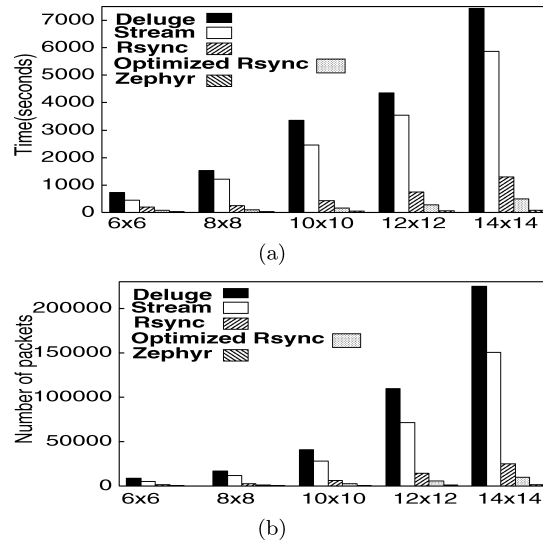 7000
6000
5000
4000
3000
2000
1000
0
Time(seconds)
Deluge
Stream
Rsync
Optimized Rsync
Zephyr
6x6 8x8 10x10 12x12 14x14
(a)
200000
150000
100000
50000
0
Number of packets
Deluge
Stream
Rsync
Optimized Rsync
Zephyr
6x6 8x8 10x10 12x12 14x14
(b)